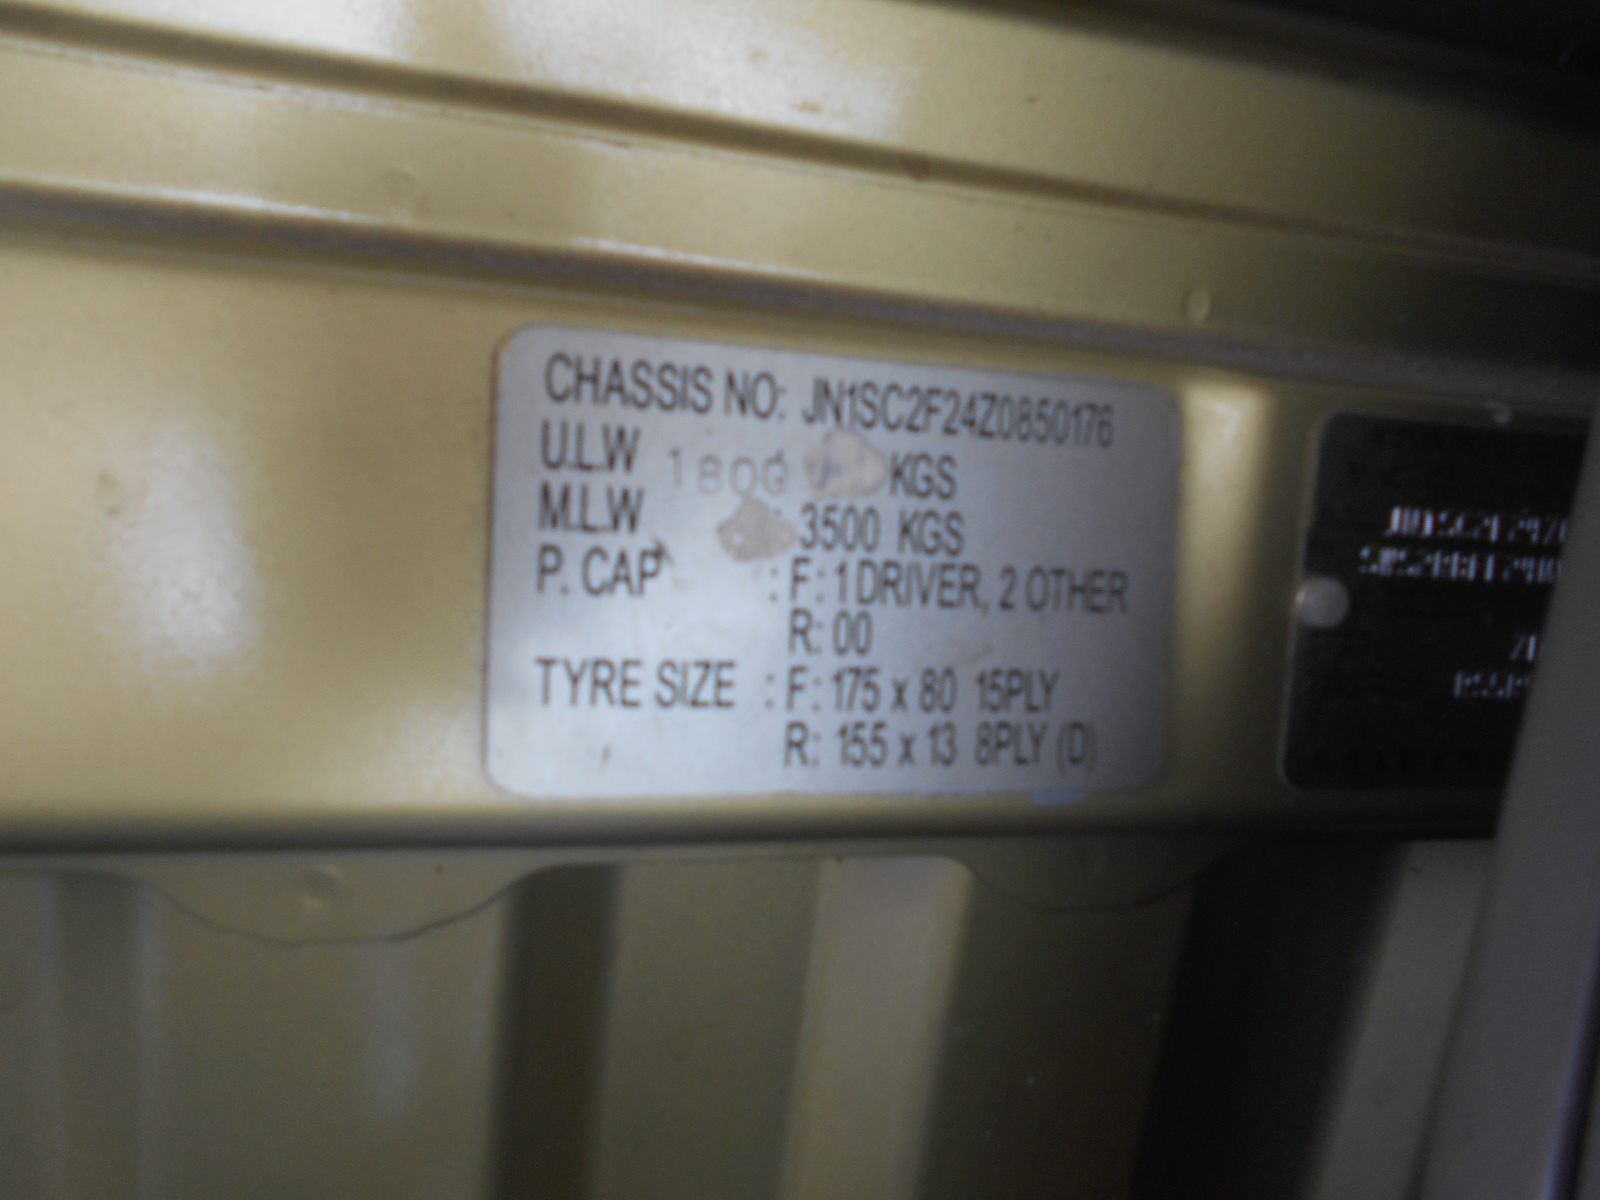 CHASSIS NO: JN1SC2F24Z0850176
U.L.W 1800 KGS
M.L.W : 3500 KGS
P. CAP : F: 1 DRIVER, 2 OTHER
R: 00
TYRE SIZE : F: 175 x 80 15PLY
R: 155 x 13 8PLY (D)